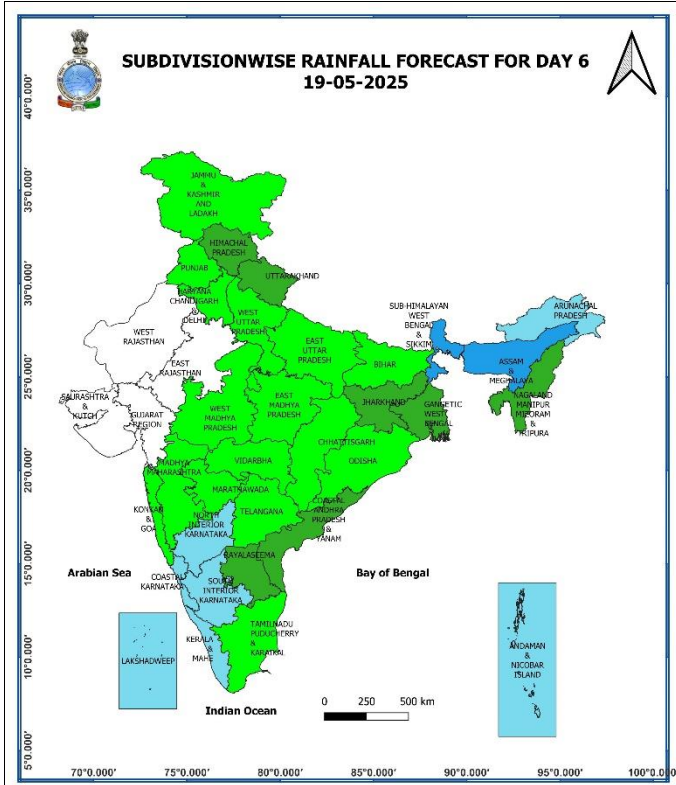 SUBDIVISIONWISE RAINFALL FORECAST FOR DAY 6
19-05-2025
JAMMU
&
KASHMIR
AND
LADAKH
HIMACHAL
PRADESH
PUNJAB
UTTARAKHAND
HARYANA
CHANDIGARH
&
DELHI
WEST
UTTAR
PRADESH
WEST
RAJASTHAN
EAST
RAJASTHAN
EAST
UTTAR
PRADESH
BIHAR
SUB-HIMALAYAN
WEST
BENGAL
&
SIKKIM
ARUNACHAL
PRADESH
ASSAM
&
MEGHALAYA
NAGALAND
MANIPUR
MIZORAM
&
TRIPURA
SAURASHTRA
&
KUTCH
GUJARAT
REGION
WEST
MADHYA
PRADESH
EAST
MADHYA
PRADESH
JHARKHAND
GANGETIC
WEST
BENGAL
CHHATTISGARH
ODISHA
VIDARBHA
MADHYA
MAHARASHTRA
MARATHWADA
KONKAN
&
GOA
NORTH
INTERIOR
KARNATAKA
TELANGANA
COASTAL
ANDHRA
PRADESH
&
YANAM
RAYALASEEMA
COASTAL
KARNATAKA
SOUTH
INTERIOR
KARNATAKA
KERALA
&
MAHE
TAMILNADU
PUDUCHERRY
&
KARAIKAL
LAKSHADWEEP
ANDAMAN
&
NICOBAR
ISLAND
Arabian Sea
Bay of Bengal
Indian Ocean
0 250 500 km
40°0.000'
35°0.000'
30°0.000'
25°0.000'
20°0.000'
15°0.000'
10°0.000'
5°0.000'
70°0.000' 75°0.000' 80°0.000' 85°0.000' 90°0.000' 95°0.000' 100°0.000'